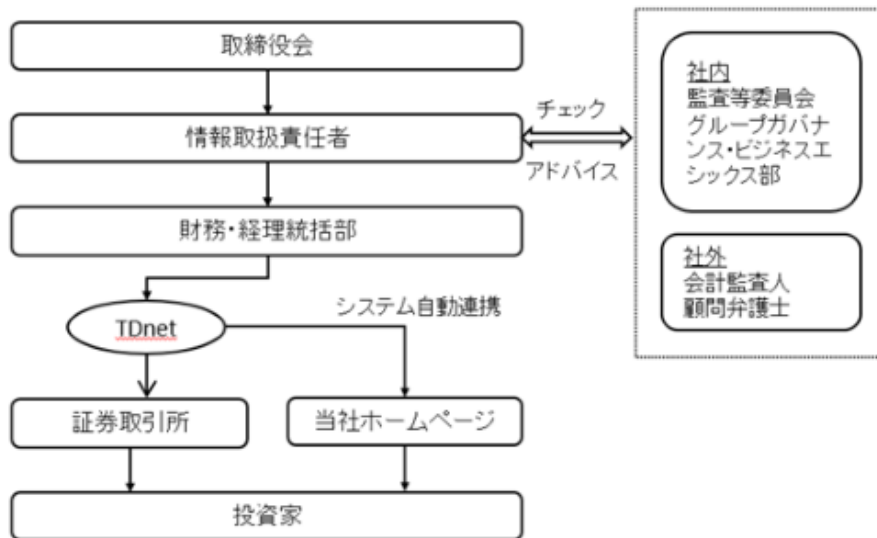 取締役会
情報取扱責任者
チェック
アドバイス
社内
監査等委員会
グループガバナ
ンス・ビジネスエ
シックス部
財務・経理統括部
社外
会計監査人
顧問弁護士
TDnet
システム自動連携
証券取引所
当社ホームページ
投資家